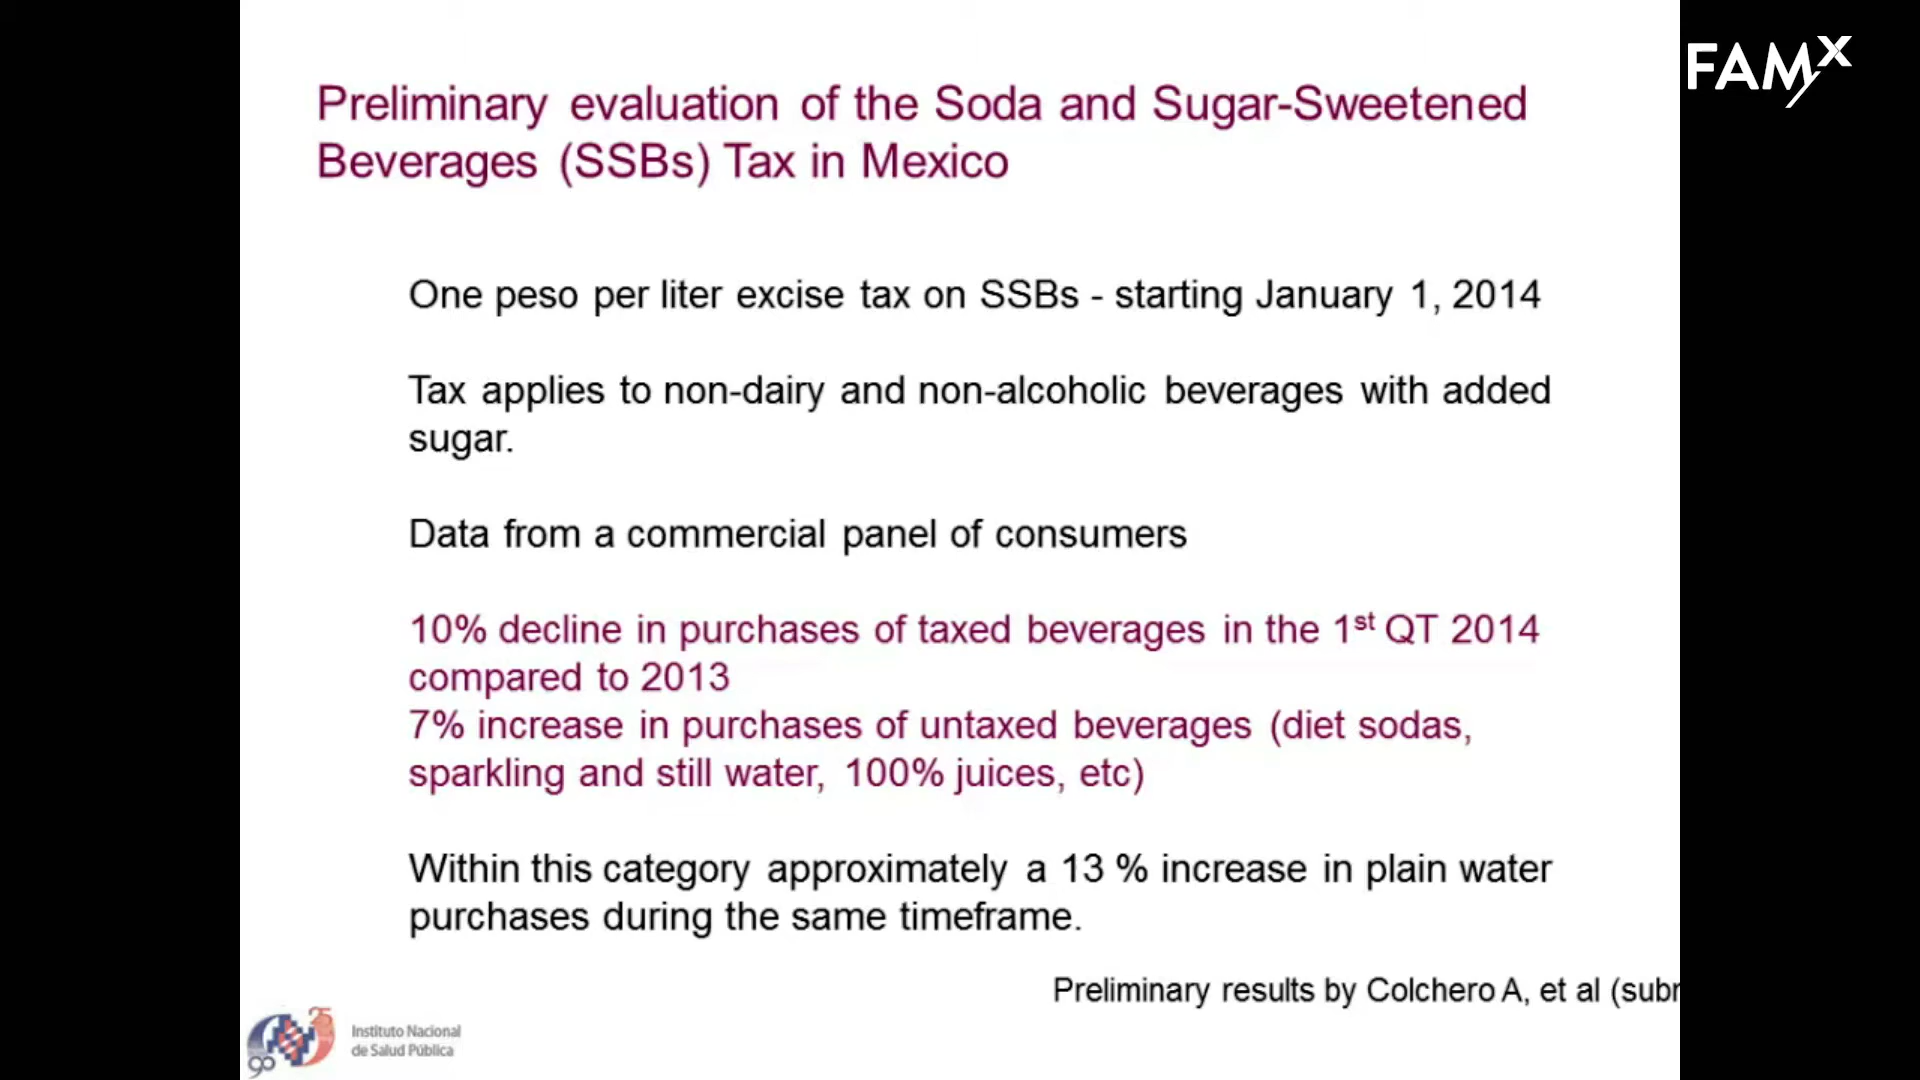 FAMX
Preliminary evaluation of the Soda and Sugar-Sweetened
Beverages (SSBs) Tax in Mexico
One peso per liter excise tax on SSBs - starting January 1, 2014
Tax applies to non-dairy and non-alcoholic beverages with added
sugar.
Data from a commercial panel of consumers
10% decline in purchases of taxed beverages in the 1st QT 2014
compared to 2013
7% increase in purchases of untaxed beverages (diet sodas,
sparkling and still water, 100% juices, etc)
Within this category approximately a 13 % increase in plain water
purchases during the same timeframe.
Preliminary results by Colchero A, et al
Instituto Nacional
de Salud Pública